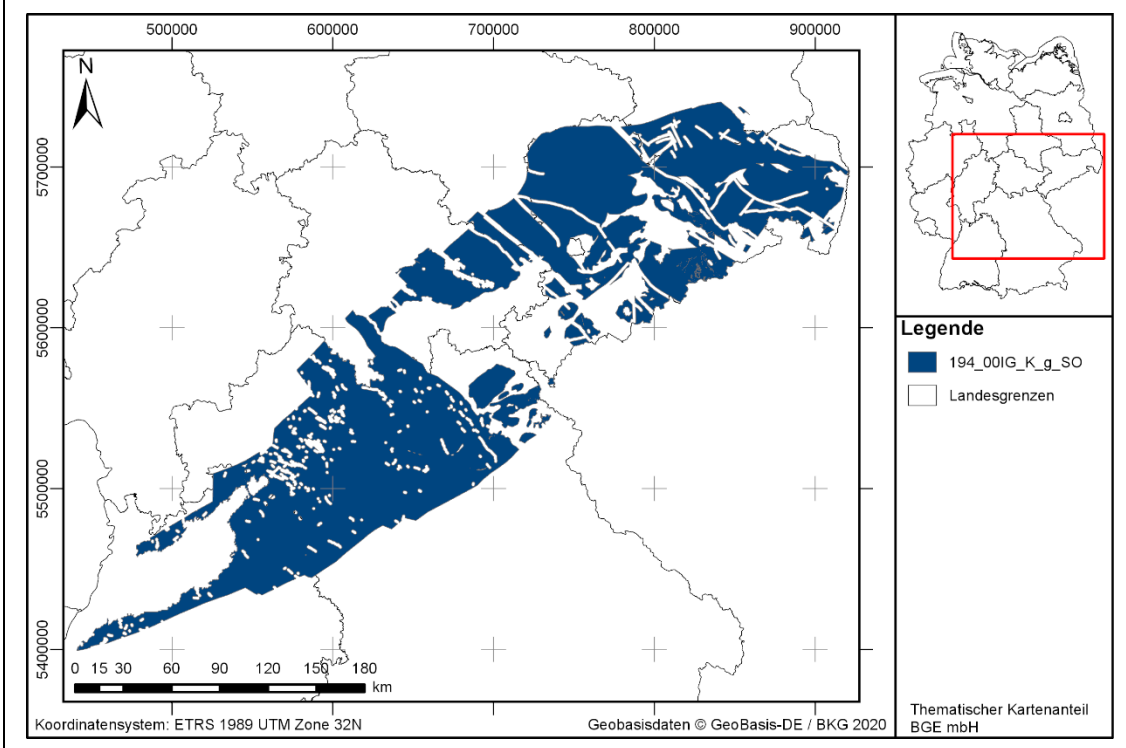 500000 600000 700000 800000 900000
N
5700000
5600000
5500000
5400000
0 15 30 60 90 120 150 180
km
Koordinatensystem: ETRS 1989 UTM Zone 32N
Geobasisdaten © GeoBasis-DE / BKG 2020
Legende
194_00IG_K_g_SO
Landesgrenzen
Thematischer Kartenanteil
BGE mbH